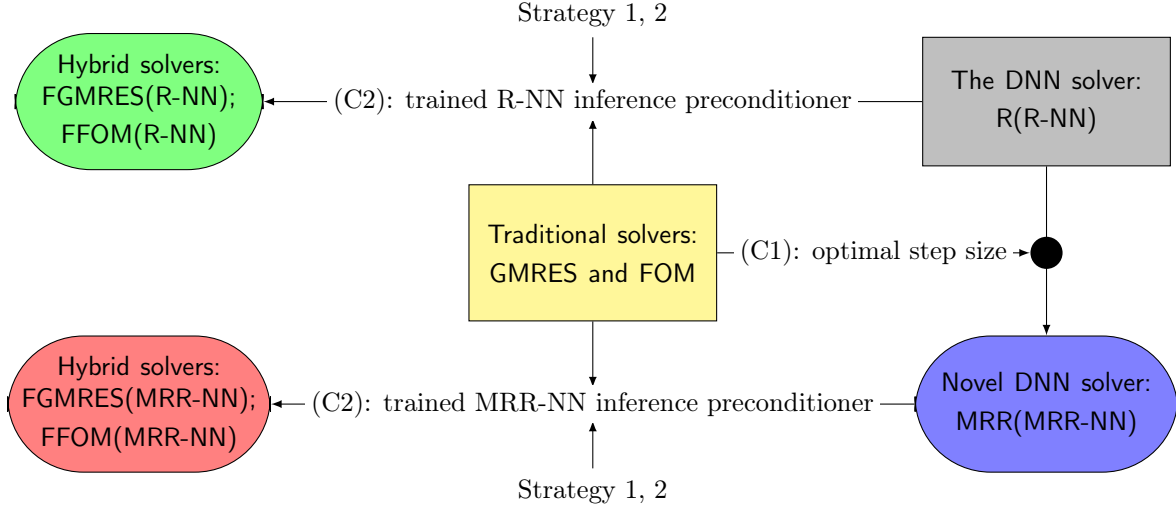 Strategy 1, 2
Hybrid solvers:
FGMRES(R-NN);
FFOM(R-NN)
(C2): trained R-NN inference preconditioner
The DNN solver:
R(R-NN)
Traditional solvers:
GMRES and FOM
(C1): optimal step size
Hybrid solvers:
FGMRES(MRR-NN);
FFOM(MRR-NN)
(C2): trained MRR-NN inference preconditioner
Novel DNN solver:
MRR(MRR-NN)
Strategy 1, 2